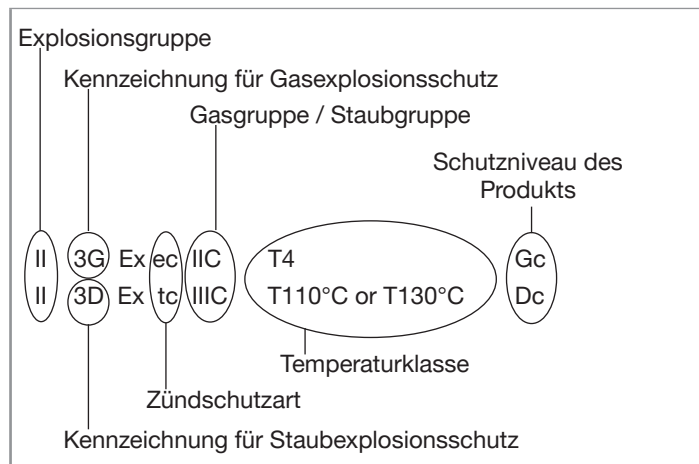 Explosionsgruppe
Kennzeichnung für Gasexplosionsschutz
Gasgruppe / Staubgruppe
Schutzniveau des
Produkts
II 3G Ex ec IIC T4 Gc
II 3D Ex tc IIIC T110°C or T130°C Dc
Temperaturklasse
Zündschutzart
Kennzeichnung für Staubexplosionsschutz